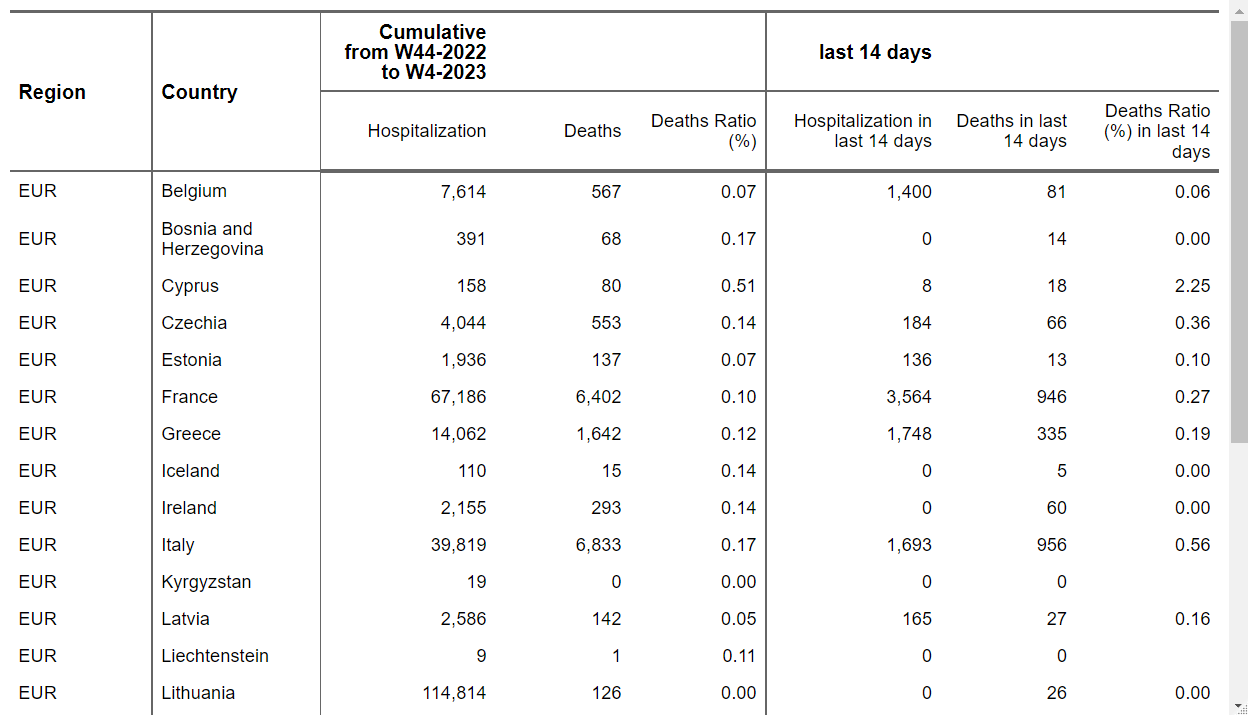 Region Country Cumulative from W44-2022 to W4-2023 last 14 days
Hospitalization Deaths Deaths Ratio (%) Hospitalization in last 14 days Deaths in last 14 days Deaths Ratio (%) in last 14 days
EUR Belgium 7,614 567 0.07 1,400 81 0.06
EUR Bosnia and Herzegovina 391 68 0.17 0 14 0.00
EUR Cyprus 158 80 0.51 8 18 2.25
EUR Czechia 4,044 553 0.14 184 66 0.36
EUR Estonia 1,936 137 0.07 136 13 0.10
EUR France 67,186 6,402 0.10 3,564 946 0.27
EUR Greece 14,062 1,642 0.12 1,748 335 0.19
EUR Iceland 110 15 0.14 0 5 0.00
EUR Ireland 2,155 293 0.14 0 60 0.00
EUR Italy 39,819 6,833 0.17 1,693 956 0.56
EUR Kyrgyzstan 19 0 0.00 0 0
EUR Latvia 2,586 142 0.05 165 27 0.16
EUR Liechtenstein 9 1 0.11 0 0
EUR Lithuania 114,814 126 0.00 0 26 0.00